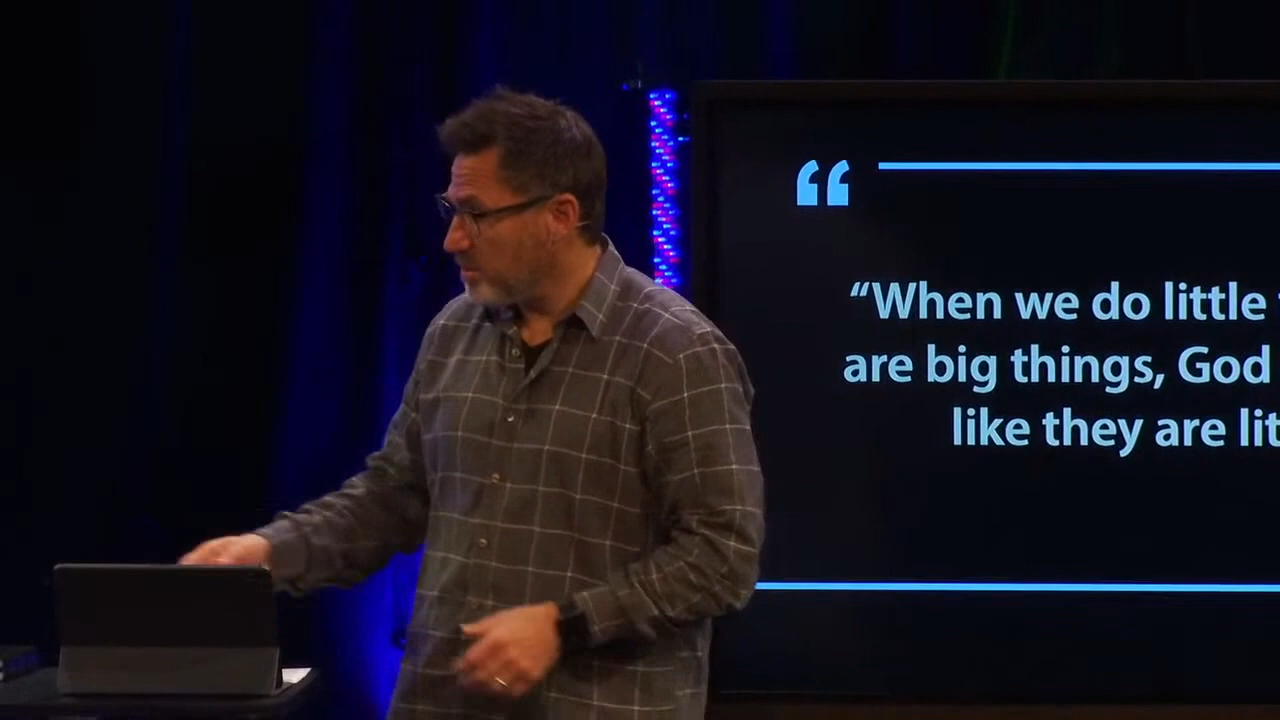 “
“When we do little
are big things, God
like they are